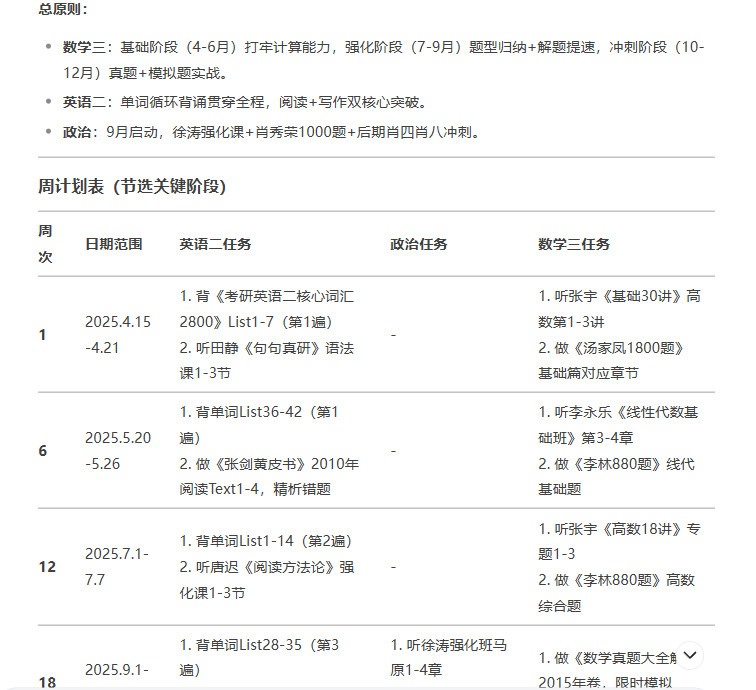 总原则：
数学三：基础阶段（4-6月）打牢计算能力，强化阶段（7-9月）题型归纳+解题提速，冲刺阶段（10-
12月）真题+模拟题实战。
英语二：单词循环背诵贯穿全程，阅读+写作双核心突破。
政治：9月启动，徐涛强化课+肖秀荣1000题+后期肖四肖八冲刺。
周计划表（节选关键阶段）
周
次
日期范围
英语二任务
政治任务
数学三任务
1
2025.4.15
-4.21
1. 背《考研英语二核心词汇
2800》List1-7（第1遍）
2. 听田静《句句真研》语法
课1-3节
-
1. 听张宇《基础30讲》高
数第1-3讲
2. 做《汤家凤1800题》
基础篇对应章节
6
2025.5.20
-5.26
1. 背单词List36-42（第1
遍）
2. 做《张剑黄皮书》2010年
阅读Text1-4，精析错题
-
1. 听李永乐《线性代数基
础班》第3-4章
2. 做《李林880题》线代
基础题
12
2025.7.1-
7.7
1. 背单词List1-14（第2遍）
2. 听唐迟《阅读方法论》强
化课1-3节
-
1. 听张宇《高数18讲》专
题1-3
2. 做《李林880题》高数
综合题
18
2025.9.1-
1. 背单词List28-35（第3
遍）
1. 听徐涛强化班马
原1-4章
1. 做《数学真题大全解
2015年卷，限时模拟